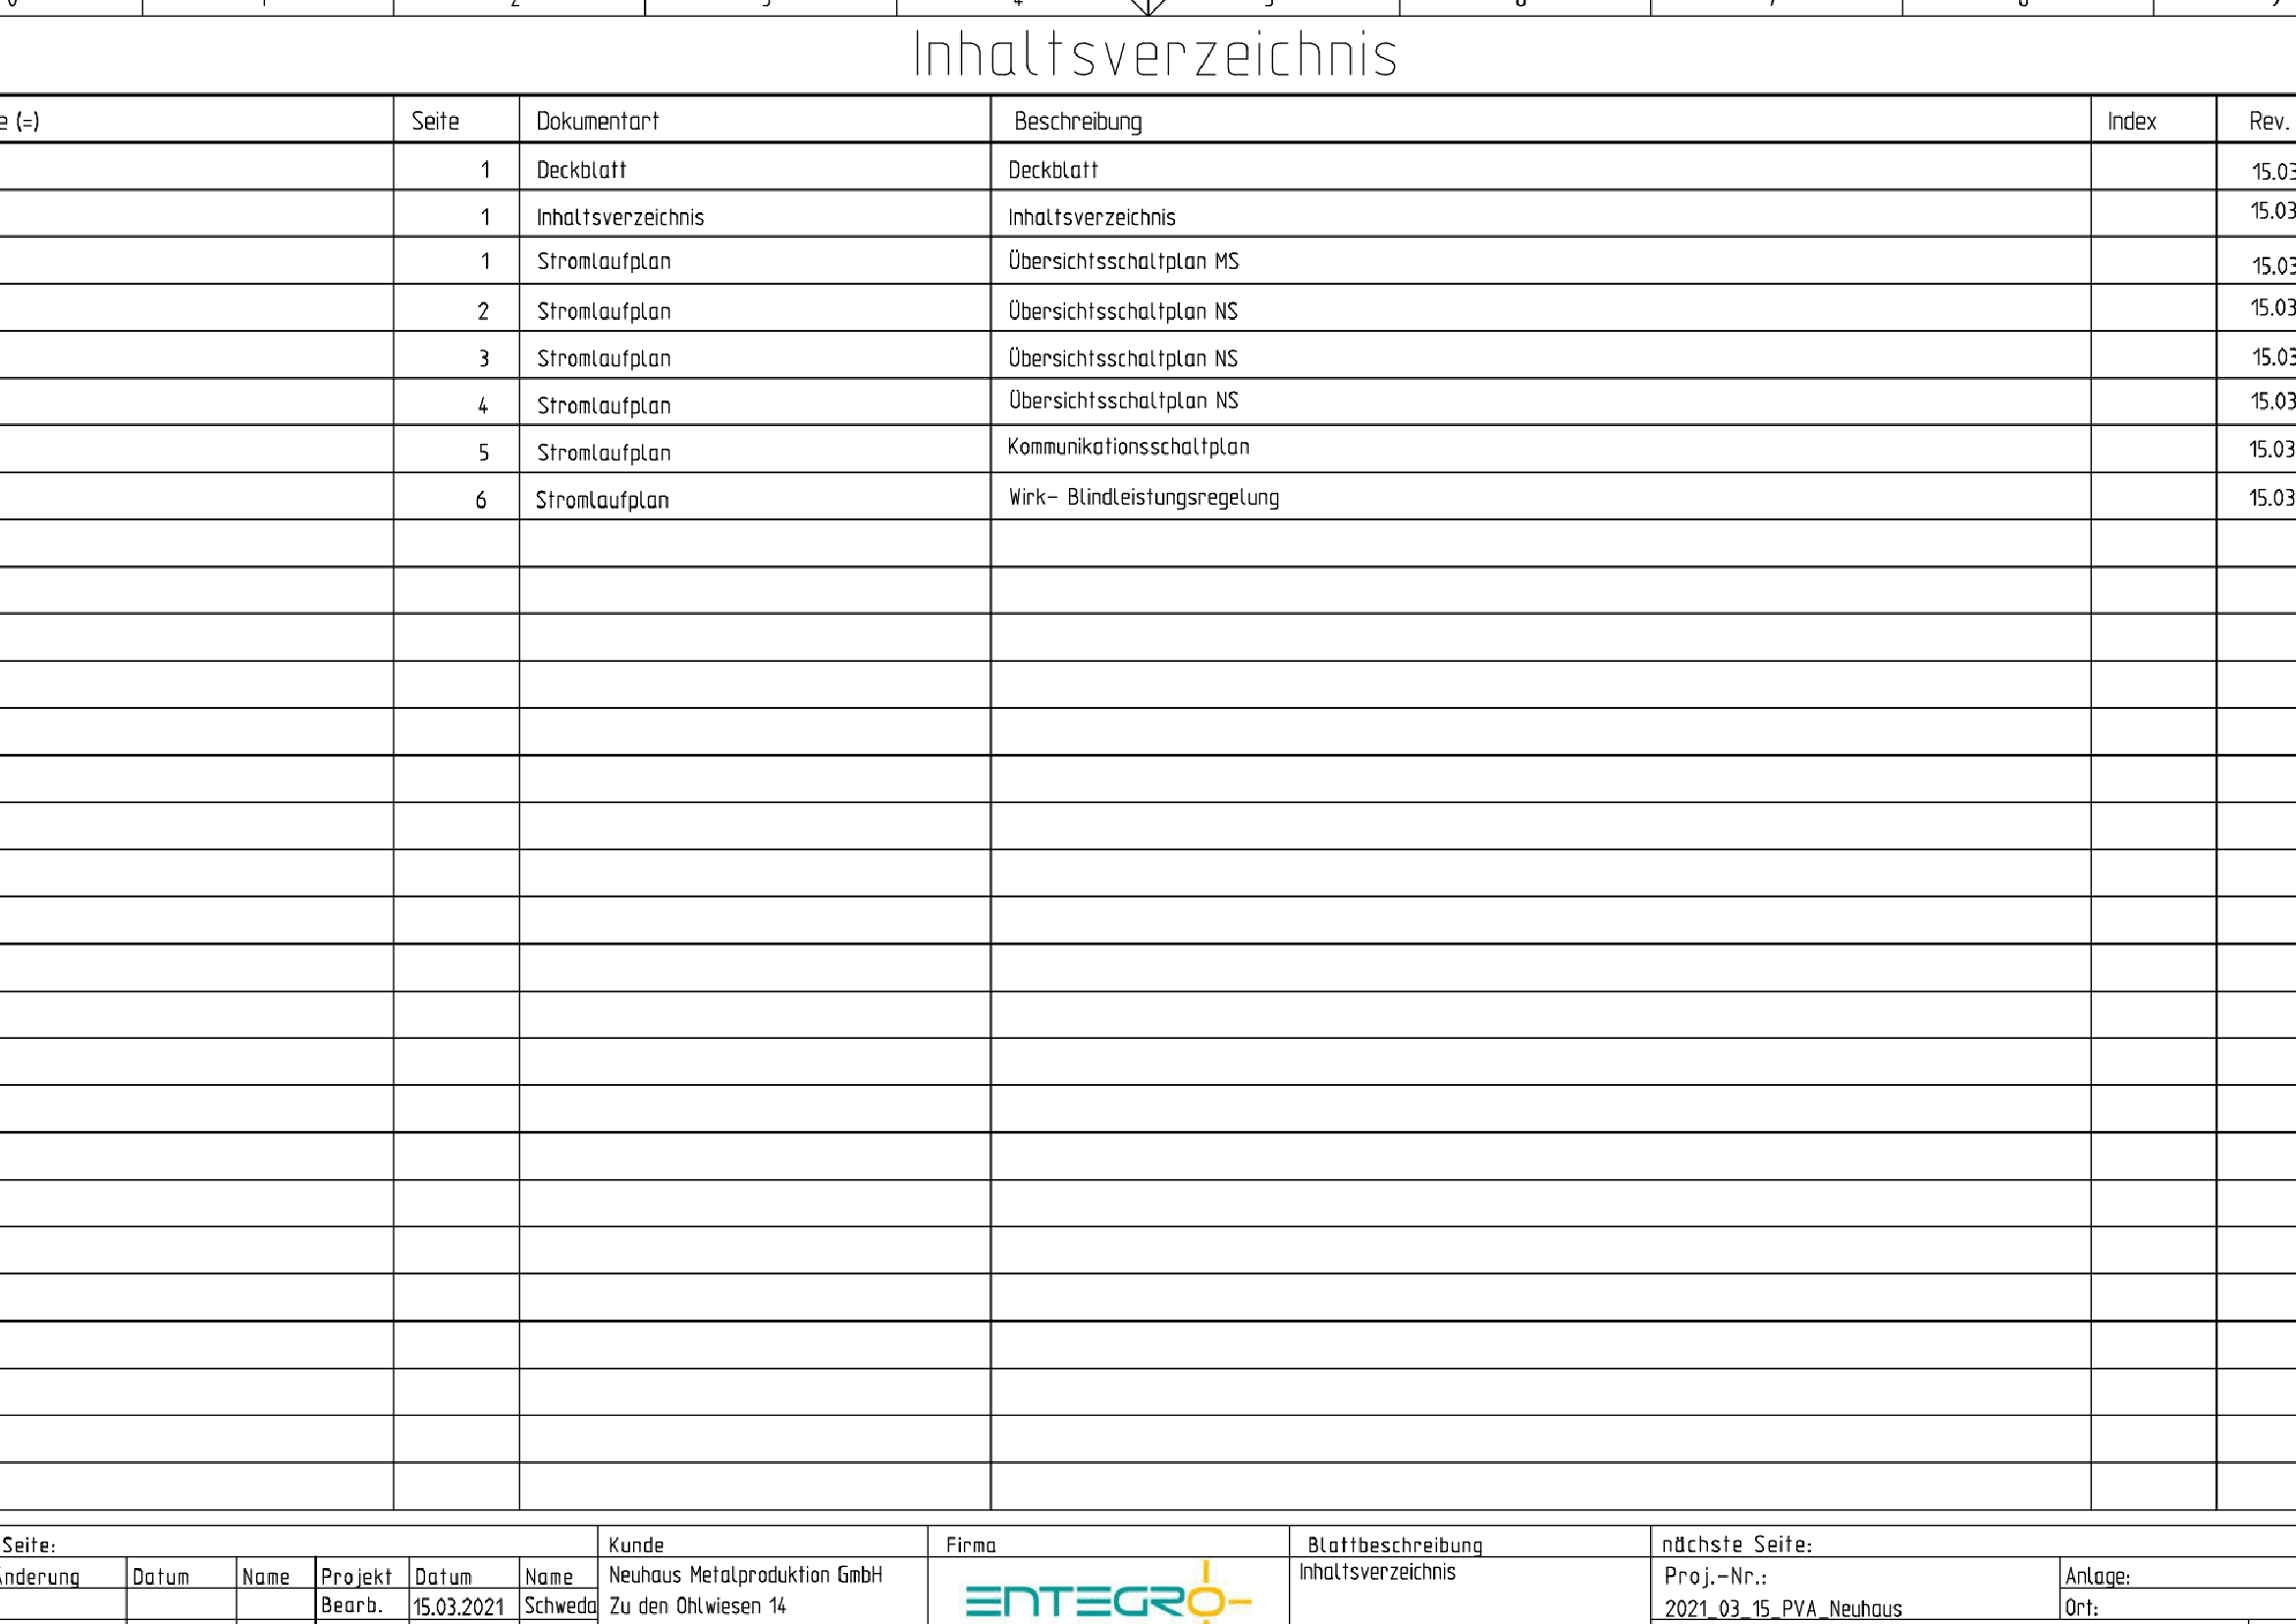 Inhaltsverzeichnis
e (=) Seite Dokumentart Beschreibung Index Rev.
1 Deckblatt Deckblatt 15.03
1 Inhaltsverzeichnis Inhaltsverzeichnis 15.03
1 Stromlaufplan Übersichtsschaltplan MS 15.03
2 Stromlaufplan Übersichtsschaltplan NS 15.03
3 Stromlaufplan Übersichtsschaltplan NS 15.03
4 Stromlaufplan Übersichtsschaltplan NS 15.03
5 Stromlaufplan Kommunikationsschaltplan 15.03
6 Stromlaufplan Wirk- Blindleistungsregelung 15.03
Seite: Kunde Firma Blattbeschreibung nächste Seite:
Änderung Datum Name Projekt Datum Name Neuhaus Metalproduktion GmbH Inhaltsverzeichnis Proj.-Nr.: Anlage:
Bearb. 15.03.2021 Schweda Zu den Ohlwiesen 14 ENTEGRO 2021_03_15_PVA_Neuhaus Ort: